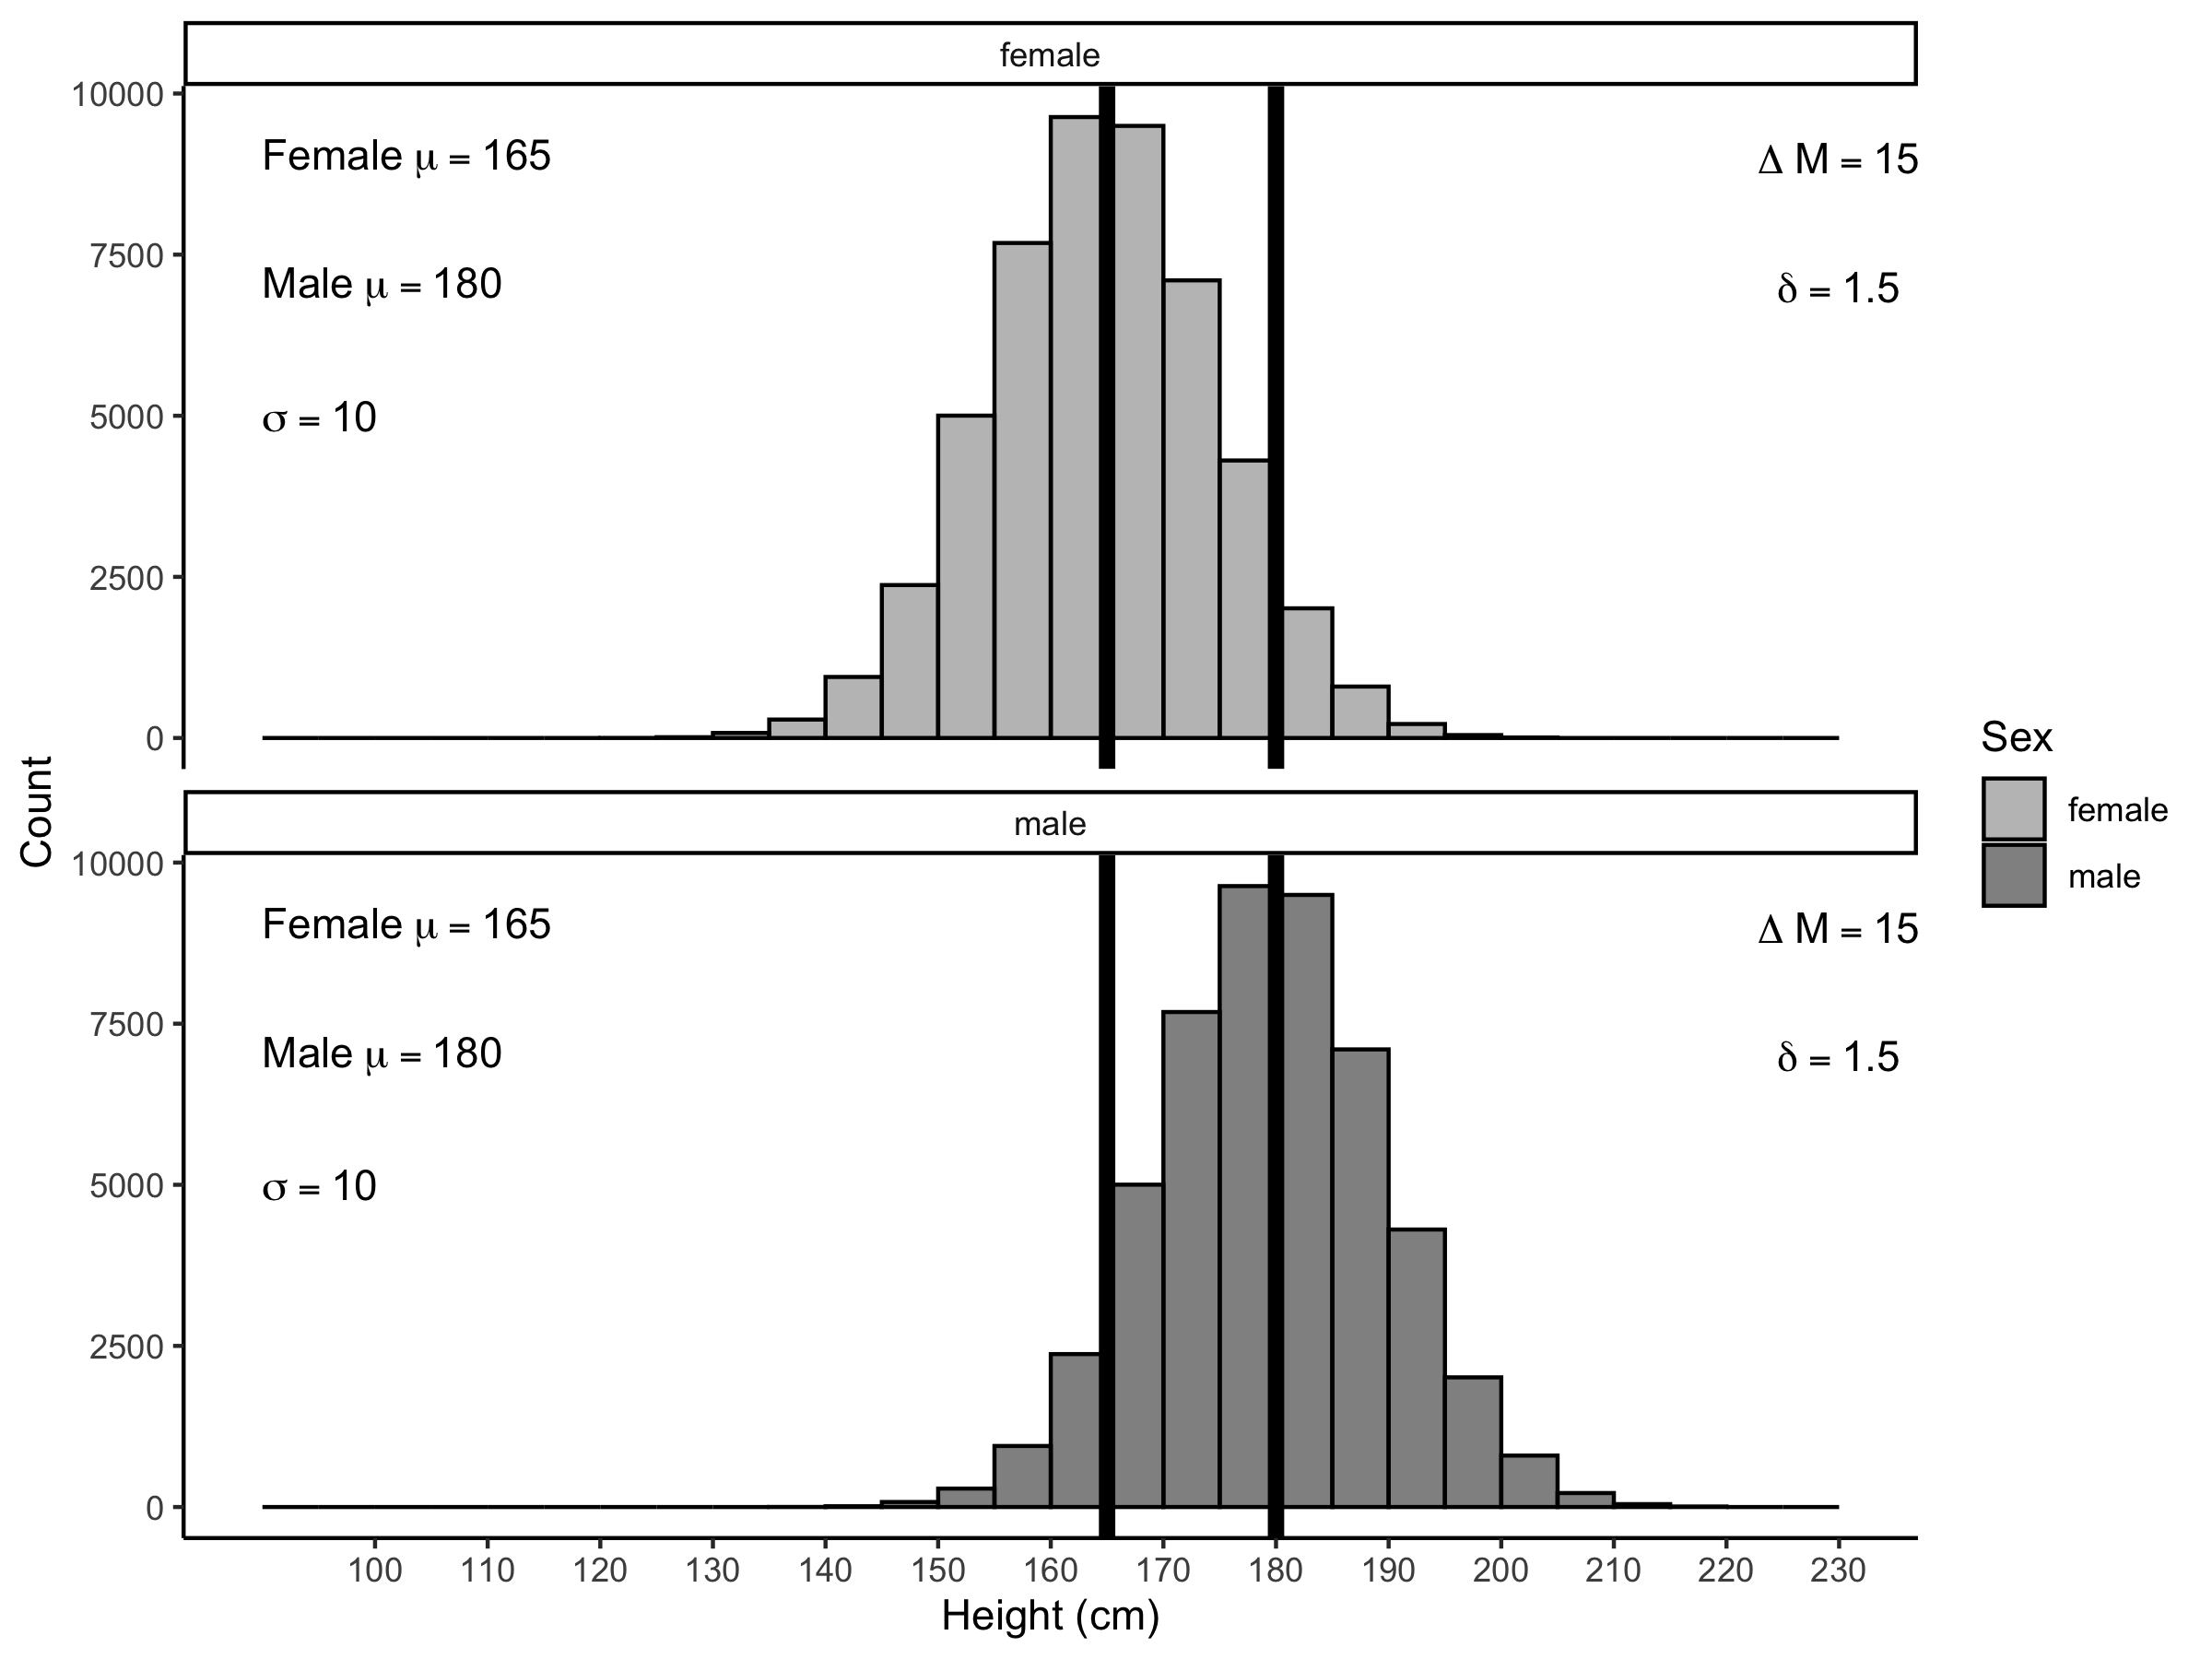 female
10000
Female μ = 165
Δ M = 15
7500
Male μ = 180
δ = 1.5
5000
σ = 10
2500
0
Count
male
10000
Female μ = 165
Δ M = 15
7500
Male μ = 180
δ = 1.5
5000
σ = 10
2500
0
100 110 120 130 140 150 160 170 180 190 200 210 220 230
Height (cm)
Sex
female
male